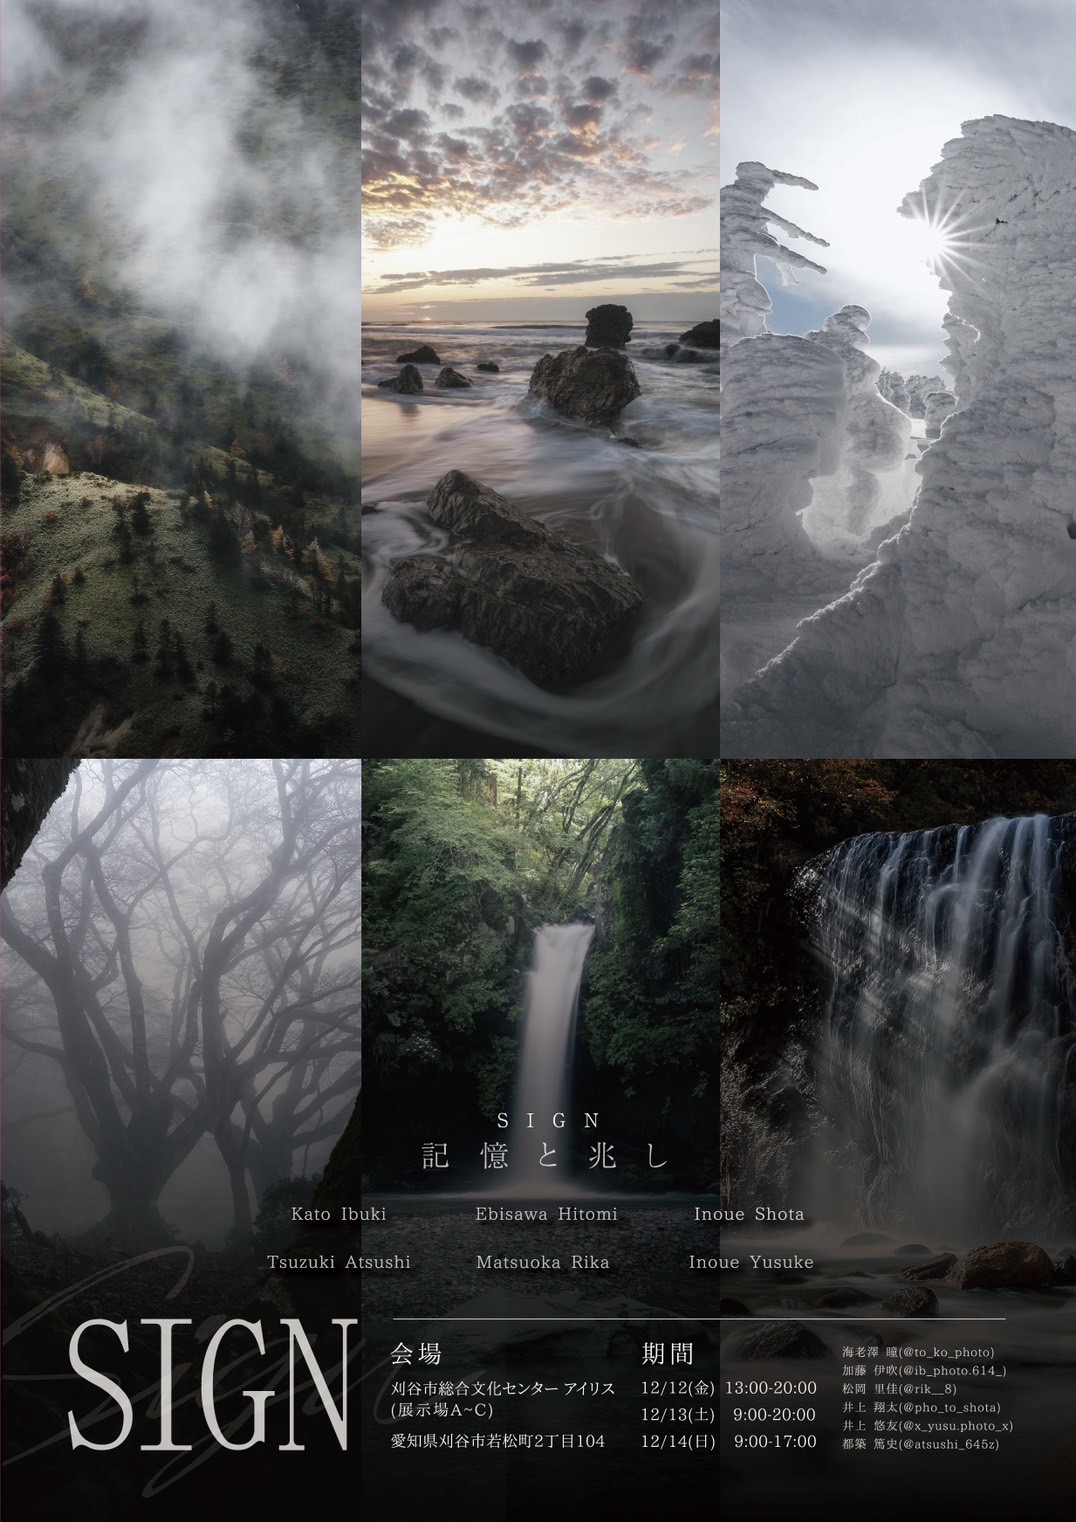 SIGN
記憶と兆し
Kato Ibuki
Ebisawa Hitomi
Inoue Shota
Tsuzuki Atsushi
Matsuoka Rika
Inoue Yusuke
Sign
SIGN
会場
刈谷市総合文化センター アイリス
(展示場A~C)
愛知県刈谷市若松町2丁目104
期間
12/12(金) 13:00-20:00
12/13(土) 9:00-20:00
12/14(日) 9:00-17:00
海老澤 瞳(@to_ko_photo)
加藤 伊吹(@ib_photo.614_)
松岡 里佳(@rik__8)
井上 翔太(@pho_to_shota)
井上 悠友(@x_yusu.photo_x)
都築 篤史(@atsushi_645z)